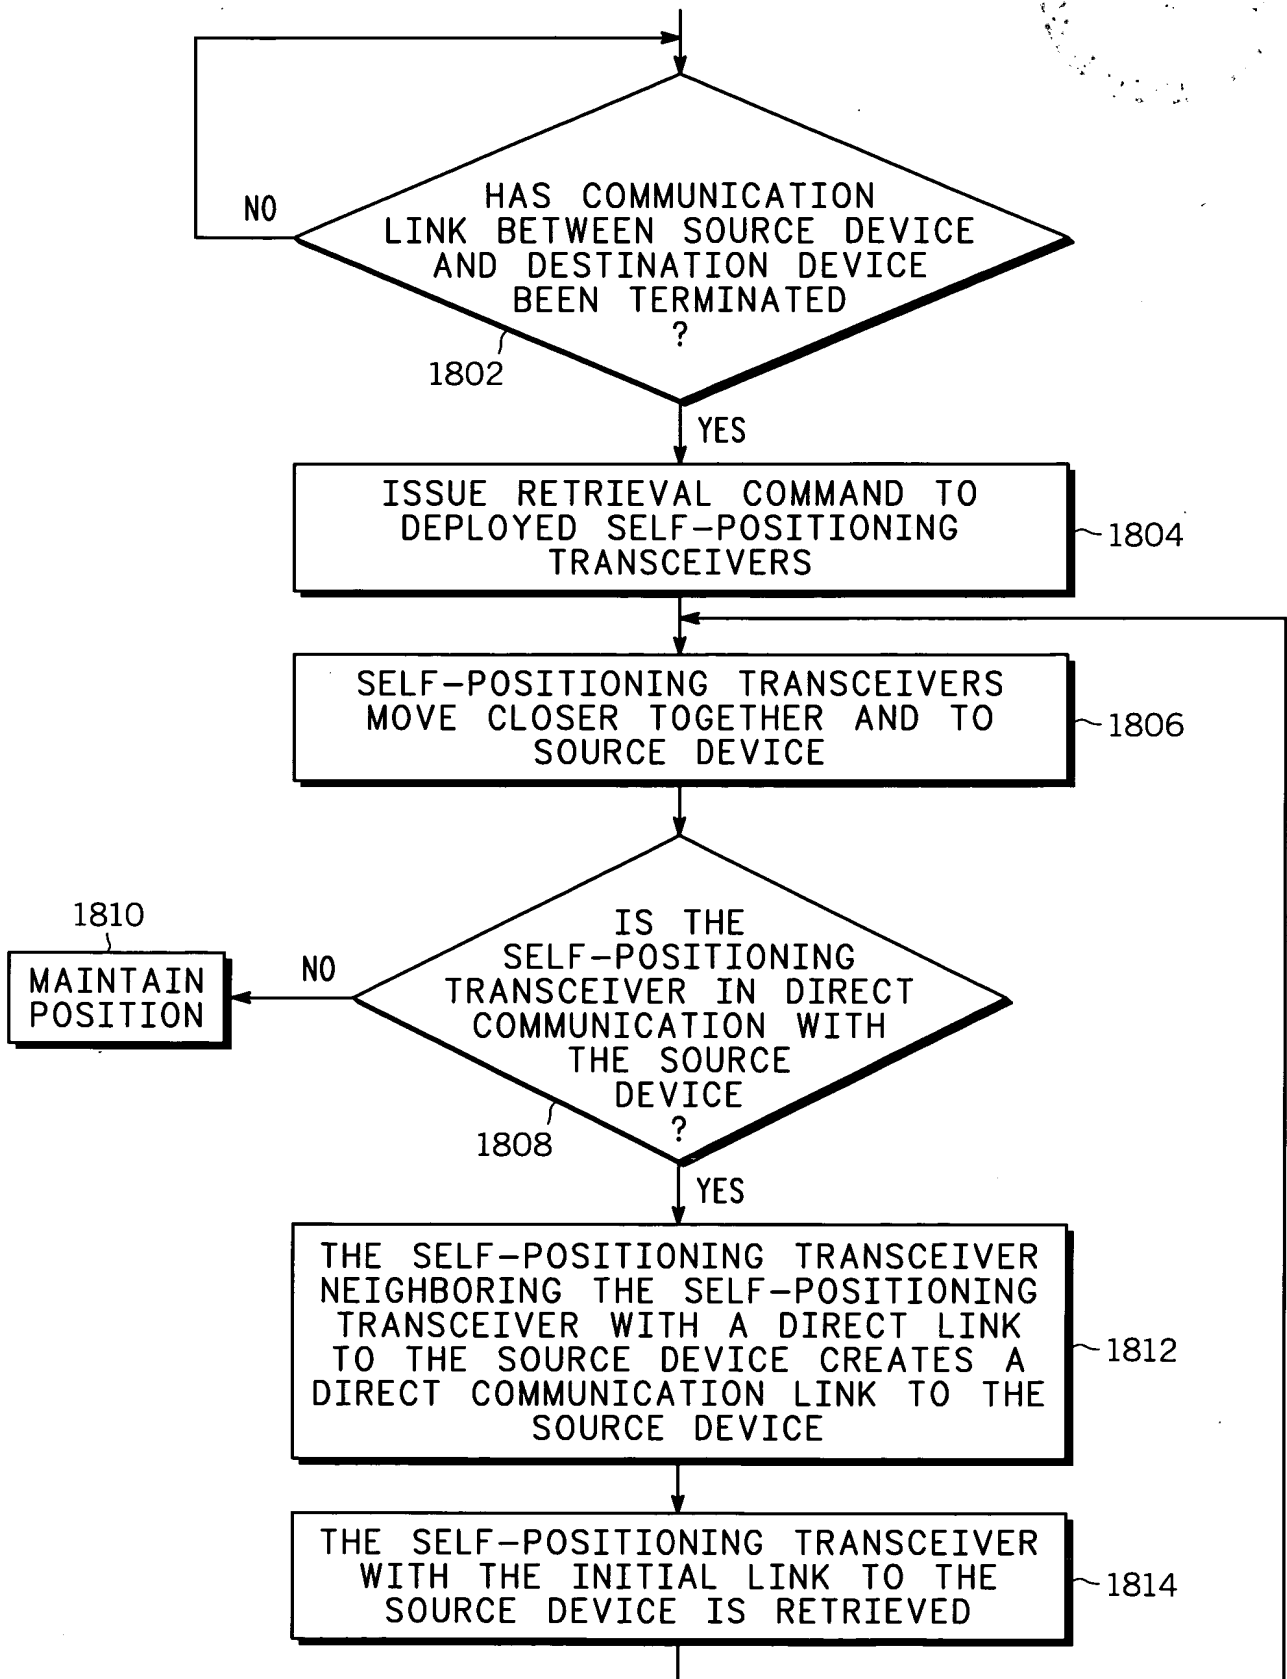 NO
HAS COMMUNICATION
LINK BETWEEN SOURCE DEVICE
AND DESTINATION DEVICE
BEEN TERMINATED
?
1802
YES
ISSUE RETRIEVAL COMMAND TO
DEPLOYED SELF-POSITIONING
TRANSCEIVERS
1804
SELF-POSITIONING TRANSCEIVERS
MOVE CLOSER TOGETHER AND TO
SOURCE DEVICE
1806
1810
MAINTAIN
POSITION
NO
IS THE
SELF-POSITIONING
TRANSCEIVER IN DIRECT
COMMUNICATION WITH
THE SOURCE
DEVICE
?
1808
YES
THE SELF-POSITIONING TRANSCEIVER
NEIGHBORING THE SELF-POSITIONING
TRANSCEIVER WITH A DIRECT LINK
TO THE SOURCE DEVICE CREATES A
DIRECT COMMUNICATION LINK TO THE
SOURCE DEVICE
1812
THE SELF-POSITIONING TRANSCEIVER
WITH THE INITIAL LINK TO THE
SOURCE DEVICE IS RETRIEVED
1814